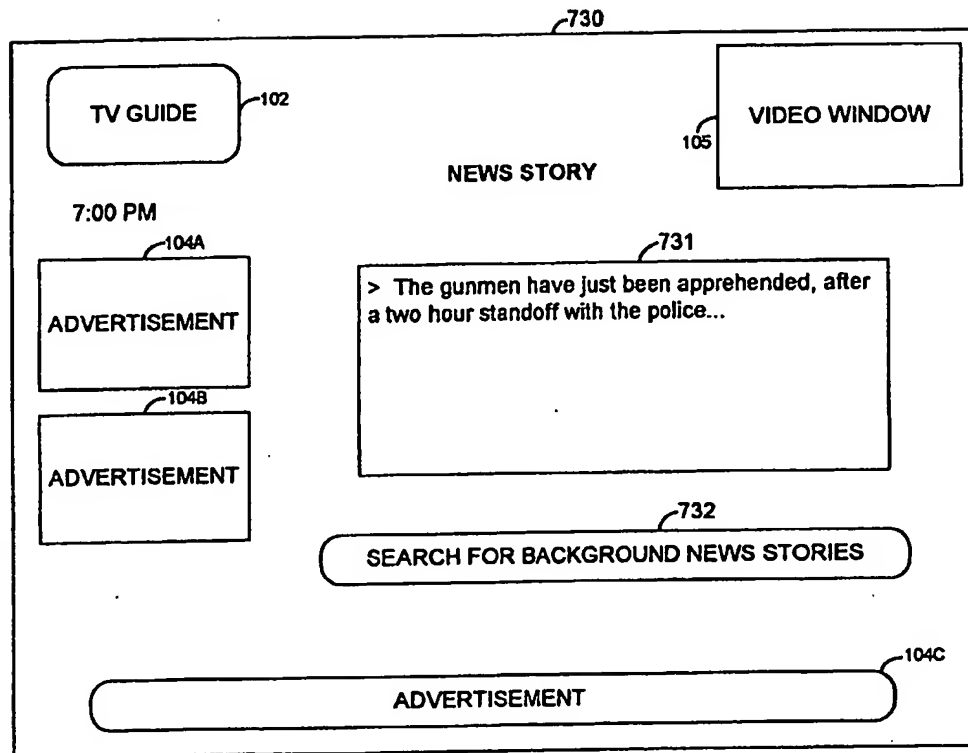 730
TV GUIDE
102
VIDEO WINDOW
105
NEWS STORY
7:00 PM
104A
ADVERTISEMENT
731
> The gunmen have just been apprehended, after
a two hour standoff with the police...
104B
ADVERTISEMENT
732
SEARCH FOR BACKGROUND NEWS STORIES
104C
ADVERTISEMENT